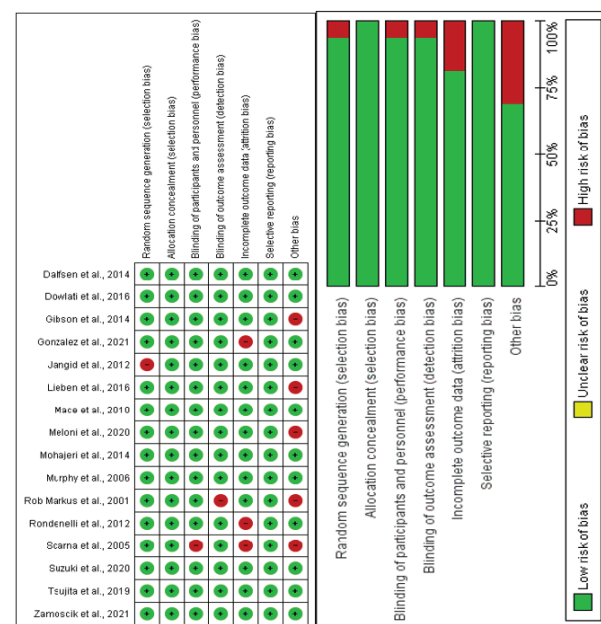 Random sequence generation (selection bias)
Allocation concealment (selection bias)
Blinding of participants and personnel (performance bias)
Blinding of outcome assessment (detection bias)
Incomplete outcome data (attrition bias)
Selective reporting (reporting bias)
Other bias
Dalfsen et al., 2014
Dowlati et al., 2016
Gibson et al., 2014
Gonzalez et al., 2021
Jangid et al., 2012
Lieben et al., 2016
Mace et al., 2010
Meloni et al., 2020
Mohajeri et al., 2014
Murphy et al., 2006
Rob Markus et al., 2001
Rondenelli et al., 2012
Scarna et al., 2005
Suzuki et al., 2020
Tsujita et al., 2019
Zamoscik et al., 2021
Random sequence generation (selection bias)
Allocation concealment (selection bias)
Blinding of participants and personnel (performance bias)
Blinding of outcome assessment (detection bias)
Incomplete outcome data (attrition bias)
Selective reporting (reporting bias)
Other bias
0%
25%
50%
75%
100%
Low risk of bias
Unclear risk of bias
High risk of bias